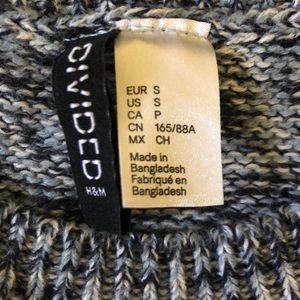 DIVIDED
H&M
EUR S
US S
CA P
CN 165/88A
MX CH
Made in
Bangladesh
Fabriqué en
Bangladesh